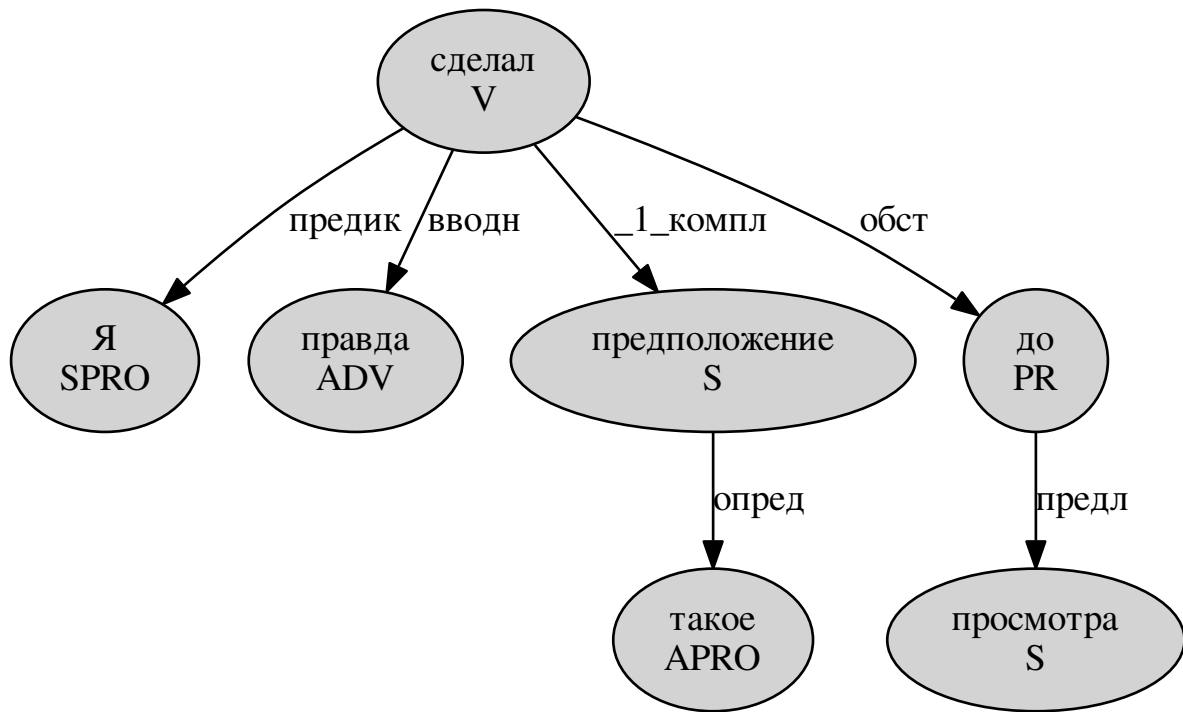 сделал
V
предик
вводн
_1_компл
обст
Я
SPRO
правда
ADV
предположение
S
до
PR
опред
предл
такое
APRO
просмотра
S